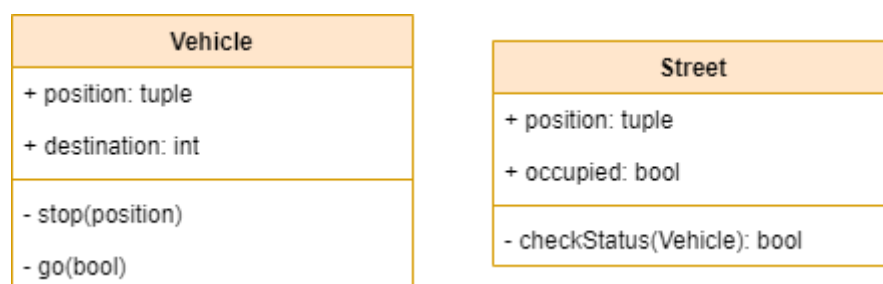 Vehicle
+ position: tuple
+ destination: int
- stop(position)
- go(bool)
Street
+ position: tuple
+ occupied: bool
- checkStatus(Vehicle): bool